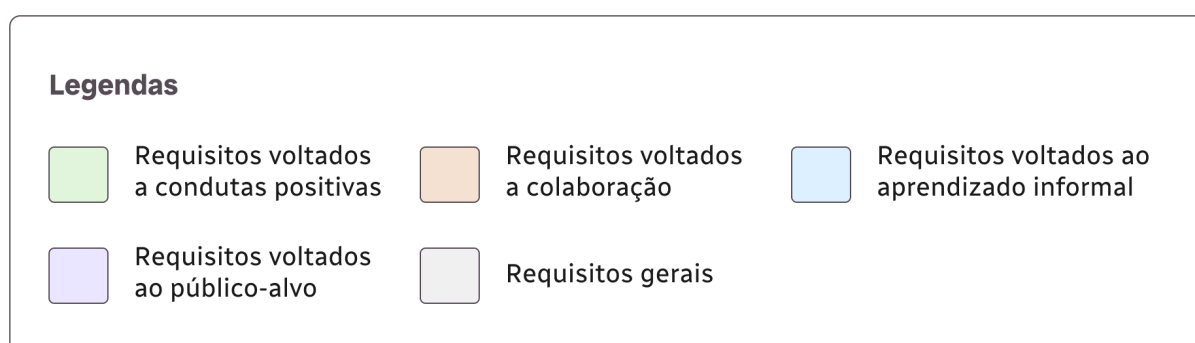 Legendas
Requisitos voltados
a condutas positivas
Requisitos voltados
a colaboração
Requisitos voltados ao
aprendizado informal
Requisitos voltados
ao público-alvo
Requisitos gerais